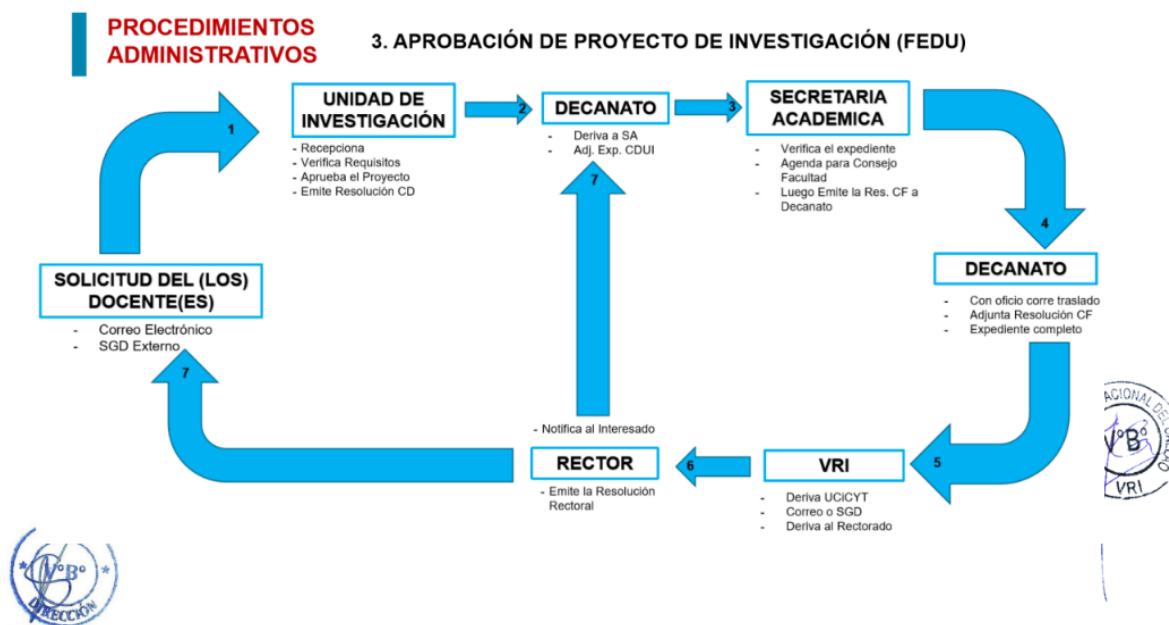 PROCEDIMIENTOS
ADMINISTRATIVOS
3. APROBACIÓN DE PROYECTO DE INVESTIGACIÓN (FEDU)
1
UNIDAD DE
INVESTIGACIÓN
- Recepciona
- Verifica Requisitos
- Aprueba el Proyecto
- Emite Resolución CD
2
DECANATO
- Deriva a SA
- Adj. Exp. CDUI
3
SECRETARIA
ACADEMICA
- Verifica el expediente
- Agenda para Consejo
Facultad
- Luego Emite la Res. CF a
Decanato
4
DECANATO
- Con oficio corre traslado
- Adjunta Resolución CF
- Expediente completo
5
VRI
- Deriva UCiCYT
- Correo o SGD
- Deriva al Rectorado
6
- Notifica al Interesado
RECTOR
- Emite la Resolución
Rectoral
7
7
SOLICITUD DEL (LOS)
DOCENTE(ES)
- Correo Electrónico
- SGD Externo
ACIONAL DEL
V°B°
VRI
V°B°
DIRECCIÓN